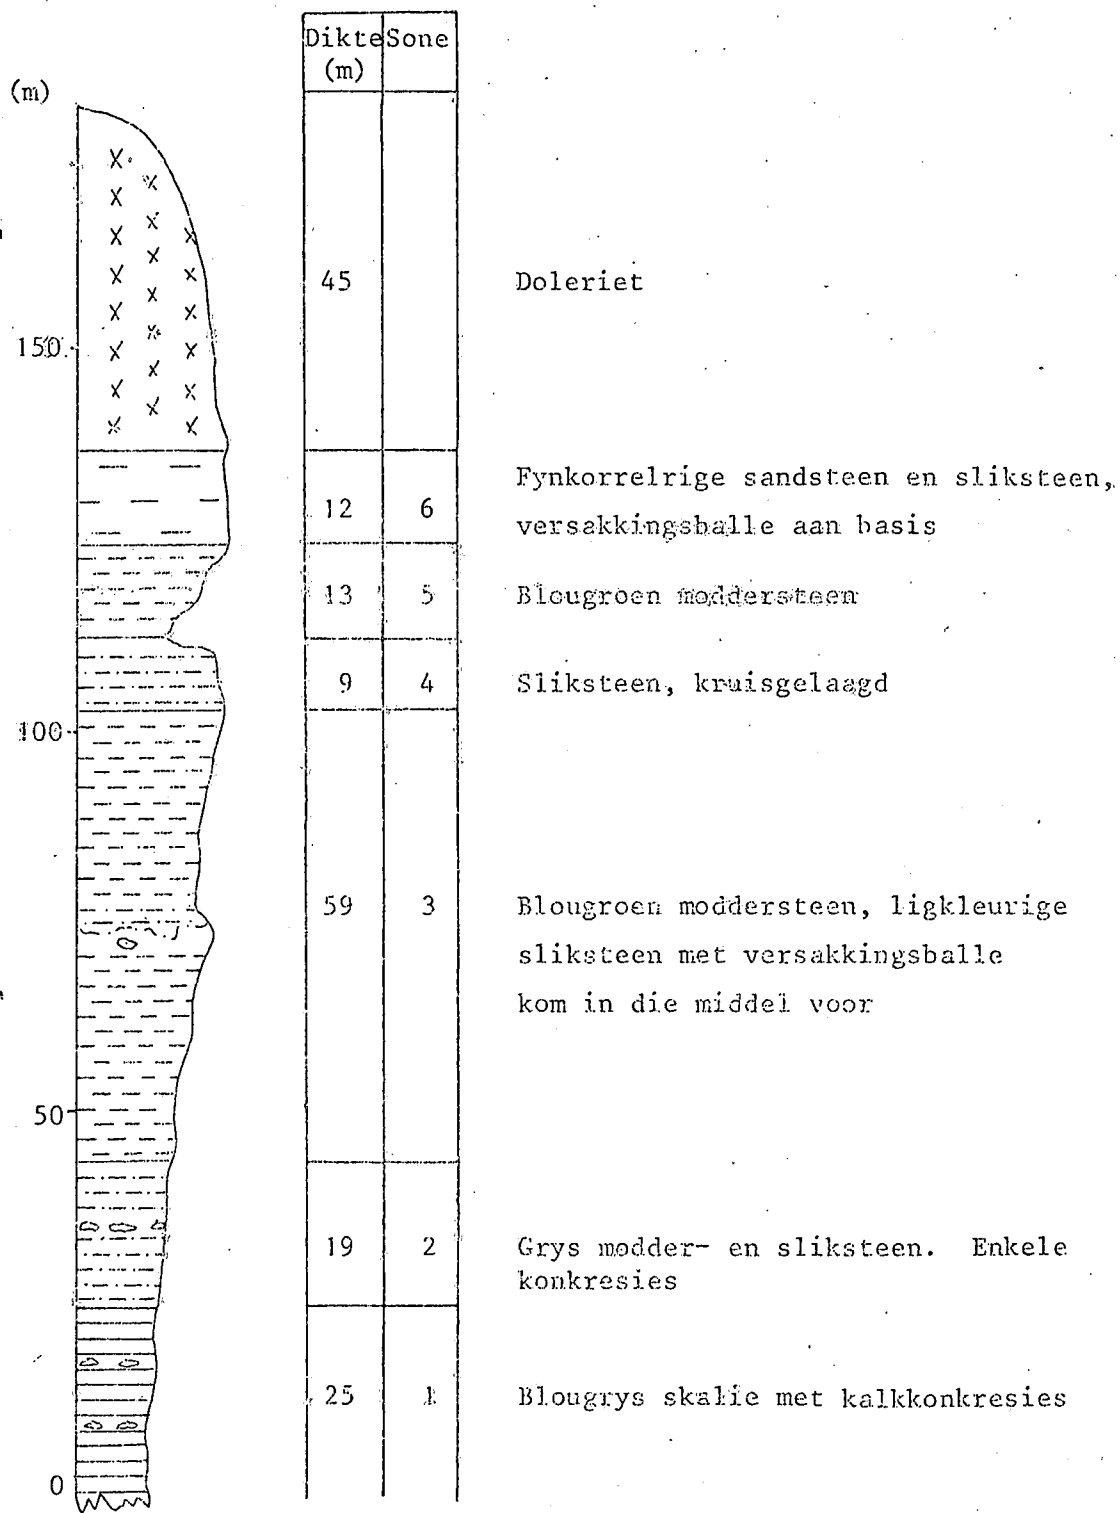 Dikte Sone
(m)
(m)
45 Doleriet
150
Fynkorrelrige sandsteen en sliksteen,
12 6
versakkingsballe aan basis
13 5 Blougroen moddersteen
9 4 Sliksteen, kruisgelaagd
100
59 3 Blougroen moddersteen, ligkleurige
sliksteen met versakkingsballe
kom in die middel voor
50
19 2 Grys modder- en sliksteen. Enkele
konkresies
25 1 Blougrys skalie met kalkkonkresies
0